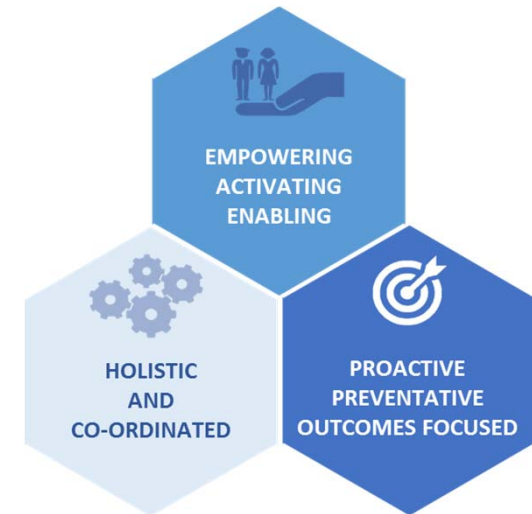 EMPOWERING
ACTIVATING
ENABLING
HOLISTIC
AND
CO-ORDINATED
PROACTIVE
PREVENTATIVE
OUTCOMES FOCUSED